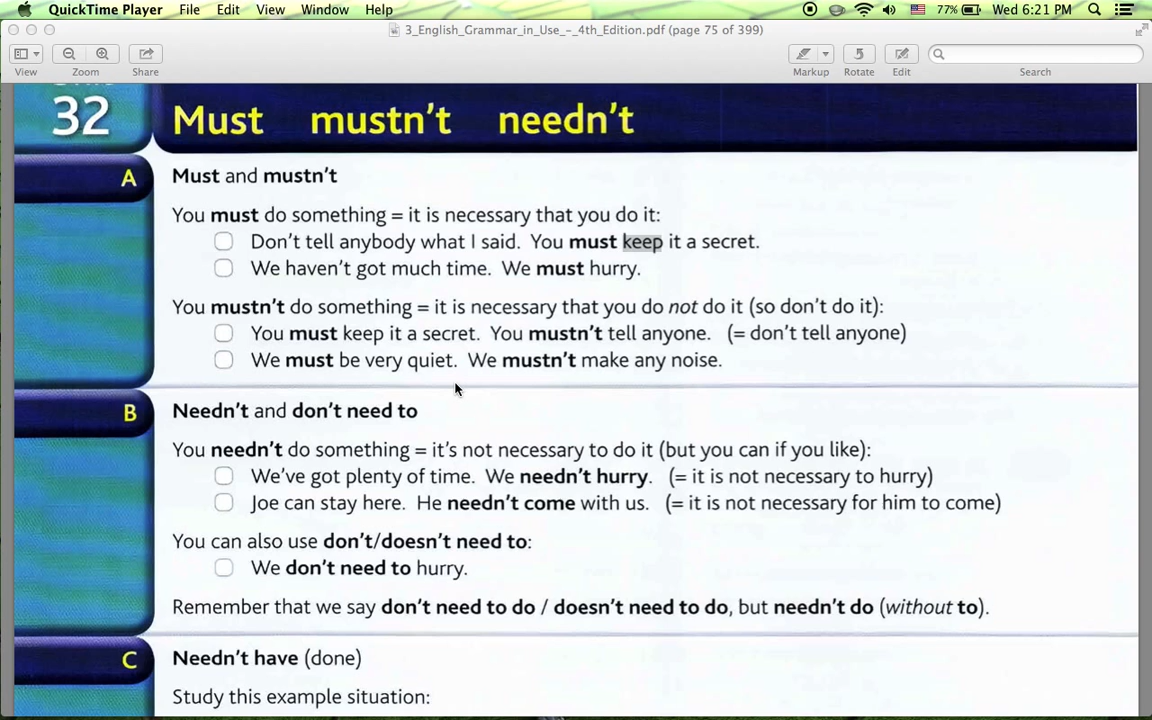 QuickTime Player File Edit View Window Help 77% Wed 6:21 PM
3_English_Grammar_in_Use_-_4th_Edition.pdf (page 75 of 399)
View Zoom Share Markup Rotate Edit Search
32 Must mustn't needn't
A Must and mustn't
You must do something = it is necessary that you do it:
Don't tell anybody what I said. You must keep it a secret.
We haven't got much time. We must hurry.
You mustn't do something = it is necessary that you do not do it (so don't do it):
You must keep it a secret. You mustn't tell anyone. (= don't tell anyone)
We must be very quiet. We mustn't make any noise.
B Needn't and don't need to
You needn't do something = it's not necessary to do it (but you can if you like):
We've got plenty of time. We needn't hurry. (= it is not necessary to hurry)
Joe can stay here. He needn't come with us. (= it is not necessary for him to come)
You can also use don't/doesn't need to:
We don't need to hurry.
Remember that we say don't need to do / doesn't need to do, but needn't do (without to).
C Needn't have (done)
Study this example situation: